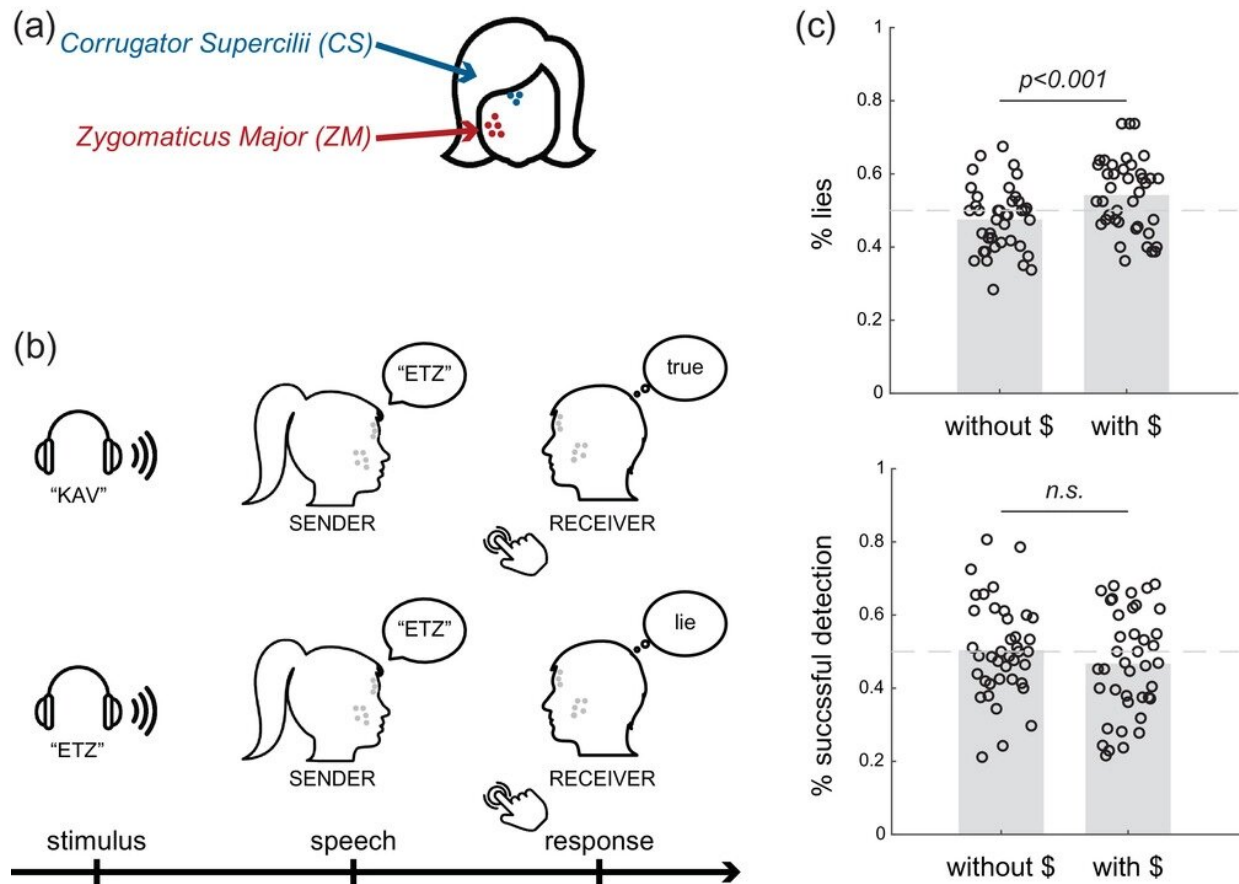 (a)
Corrugator Supercilii (CS)
Zygomaticus Major (ZM)
(b)
"KAV"
"ETZ"
SENDER
true
RECEIVER
"ETZ"
"ETZ"
SENDER
lie
RECEIVER
stimulus
speech
response
(c)
% lies
1
0.8
0.6
0.4
0.2
0
p<0.001
without $
with $
% succssful detection
1
0.8
0.6
0.4
0.2
0
n.s.
without $
with $